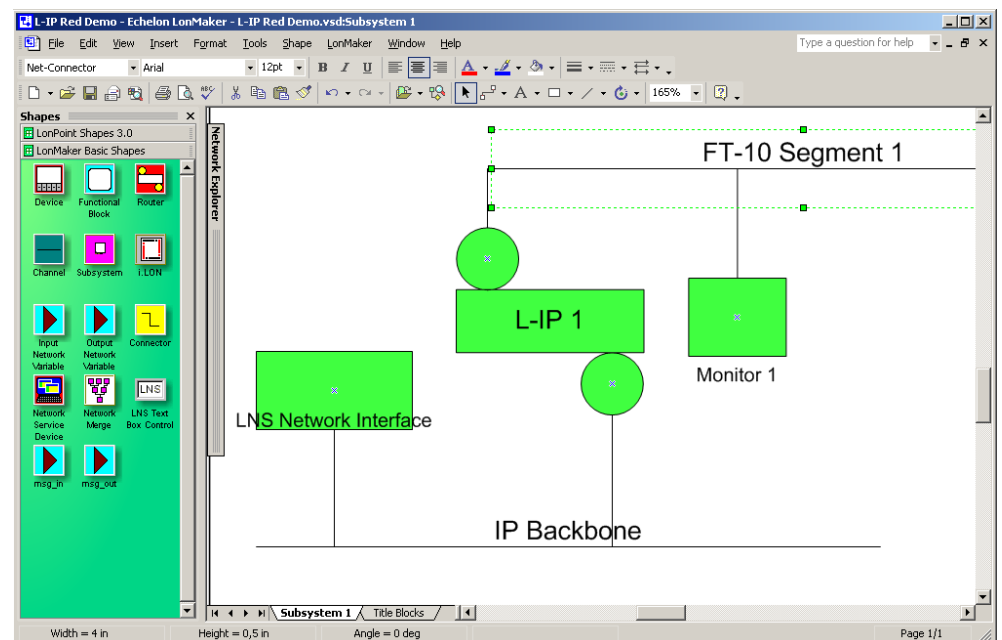 L-IP Red Demo - Echelon LonMaker - L-IP Red Demo.vsd:Subsystem 1
File Edit View Insert Format Tools Shape LonMaker Window Help
Type a question for help
Net-Connector Arial 12pt B I U
165%
Shapes
LonPoint Shapes 3.0
LonMaker Basic Shapes
Device
Functional Block
Router
Channel
Subsystem
i.LON
Input Network Variable
Output Network Variable
Connector
Network Service Device
Network Merge
LNS
LNS Text Box Control
msg_in
msg_out
Network Explorer
FT-10 Segment 1
L-IP 1
Monitor 1
LNS Network Interface
IP Backbone
Subsystem 1 Title Blocks
Width = 4 in Height = 0,5 in Angle = 0 deg Page 1/1